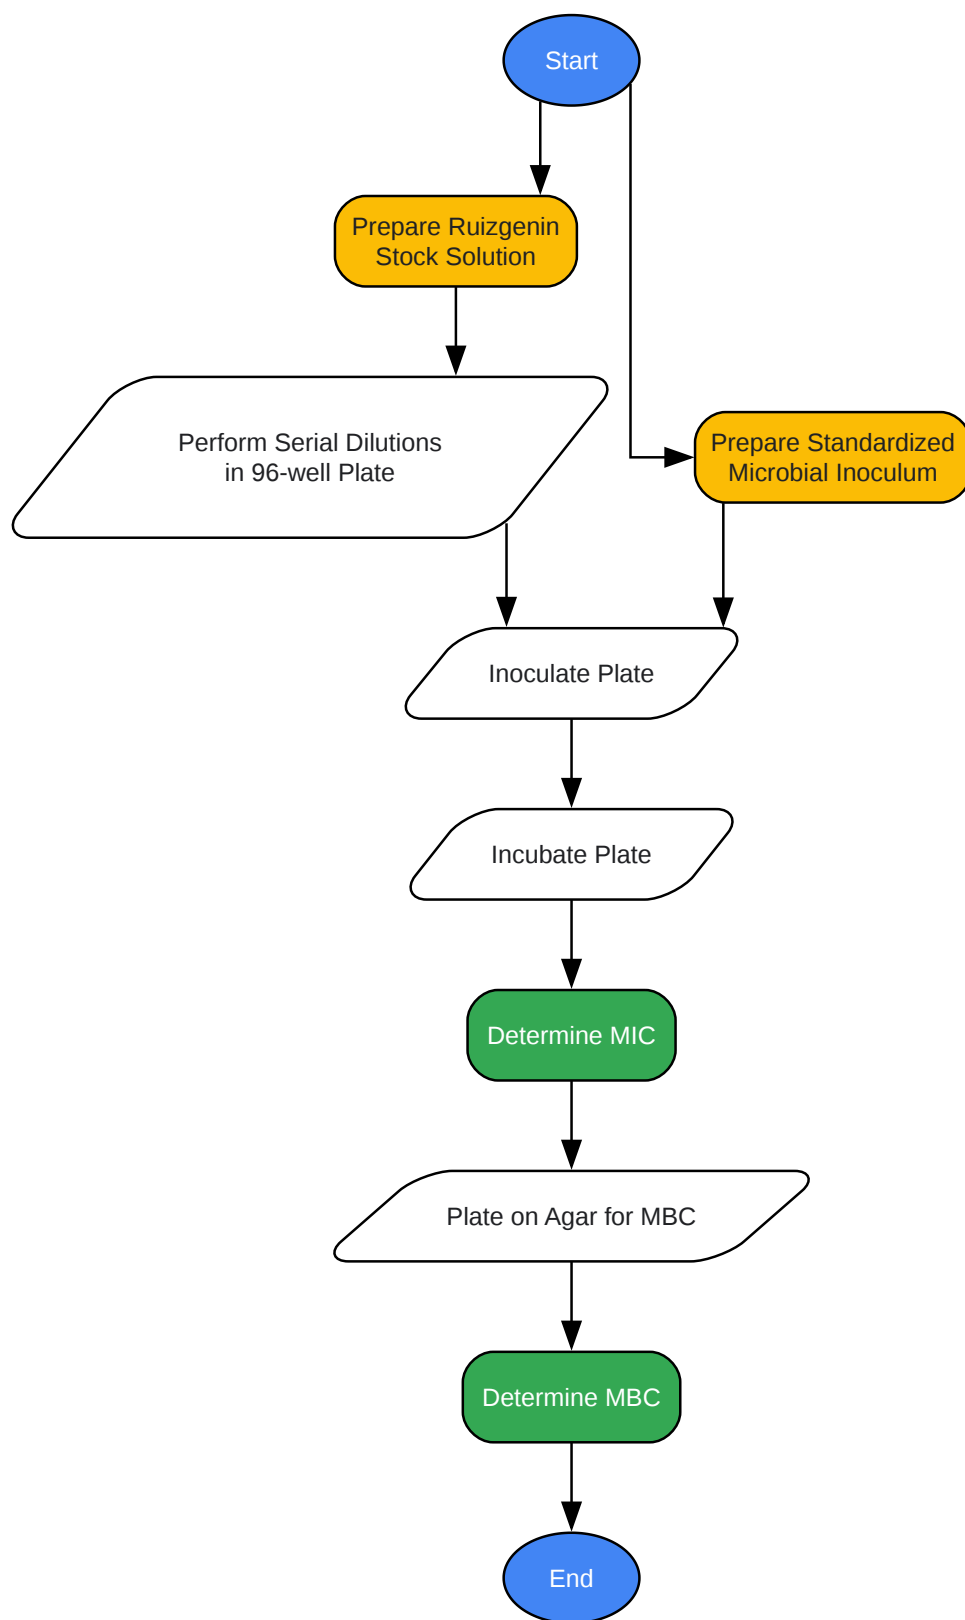 Start
Prepare Ruizgenin
Stock Solution
Perform Serial Dilutions
in 96-well Plate
Prepare Standardized
Microbial Inoculum
Inoculate Plate
Incubate Plate
Determine MIC
Plate on Agar for MBC
Determine MBC
End